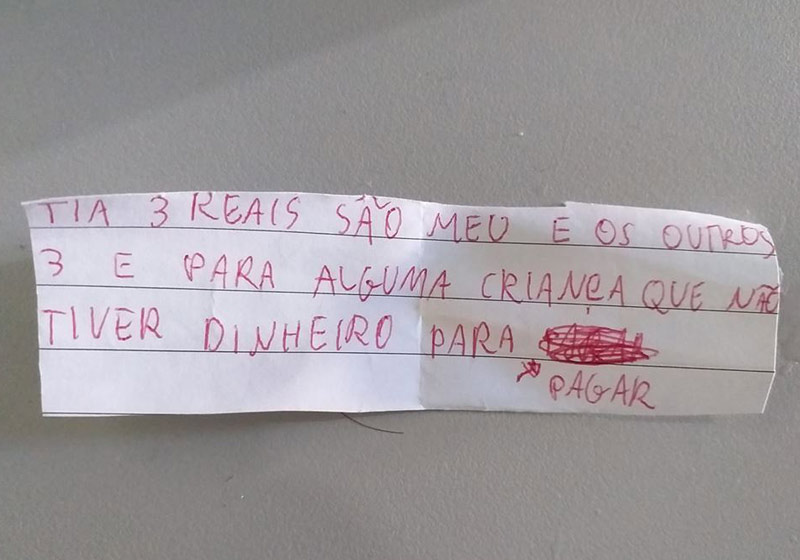 TIA 3 REAIS SÃO MEU E OS OUTROS
3 E PARA ALGUMA CRIANÇA QUE NÃO
TIVER DINHEIRO PARA
PAGAR